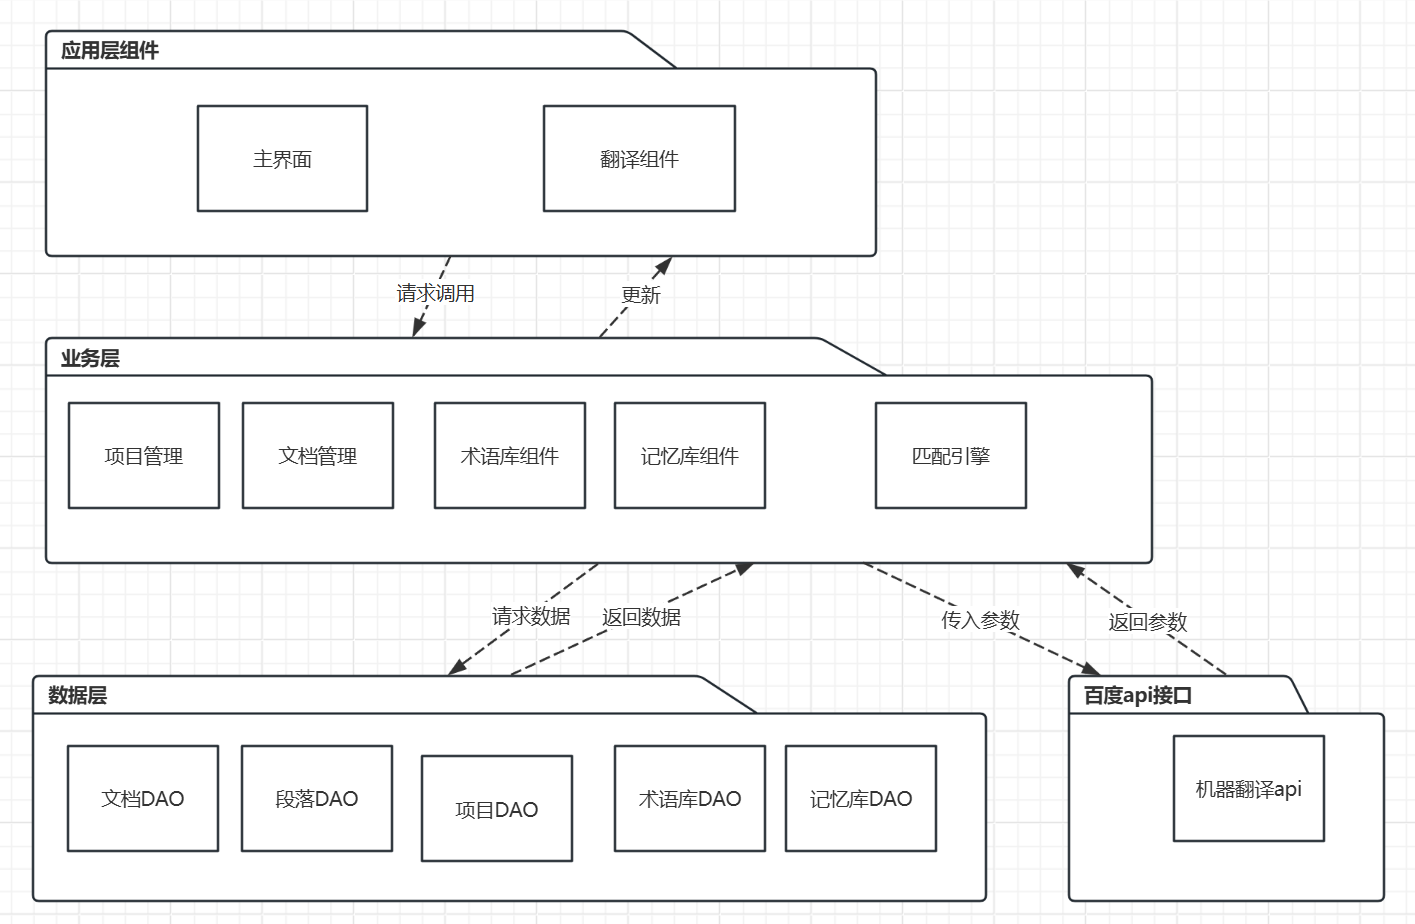 应用层组件
主界面
翻译组件
请求调用
更新
业务层
项目管理
文档管理
术语库组件
记忆库组件
匹配引擎
请求数据
返回数据
传入参数
返回参数
数据层
百度api接口
文档DAO
段落DAO
项目DAO
术语库DAO
记忆库DAO
机器翻译api